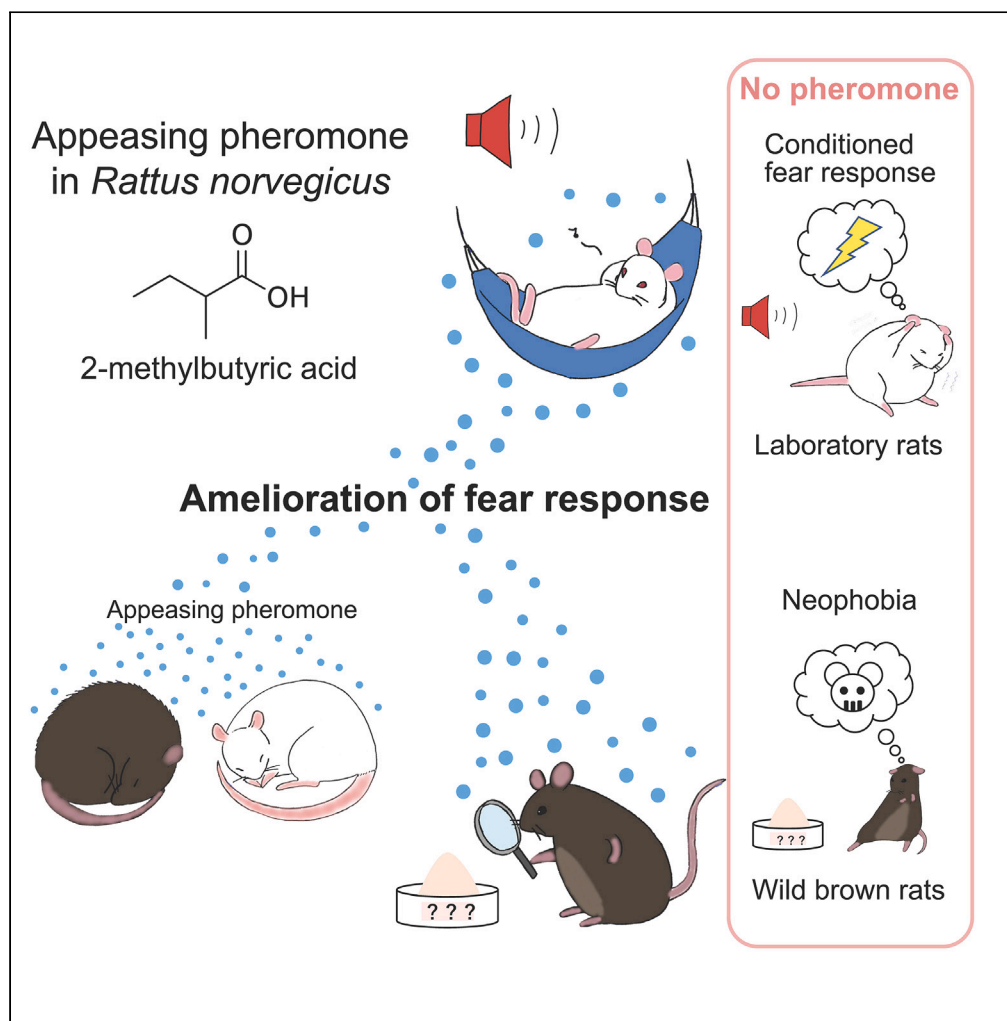 Appeasing pheromone
in Rattus norvegicus
O
OH
2-methylbutyric acid
Amelioration of fear response
Appeasing pheromone
? ? ?
No pheromone
Conditioned
fear response
Laboratory rats
Neophobia
? ? ?
Wild brown rats